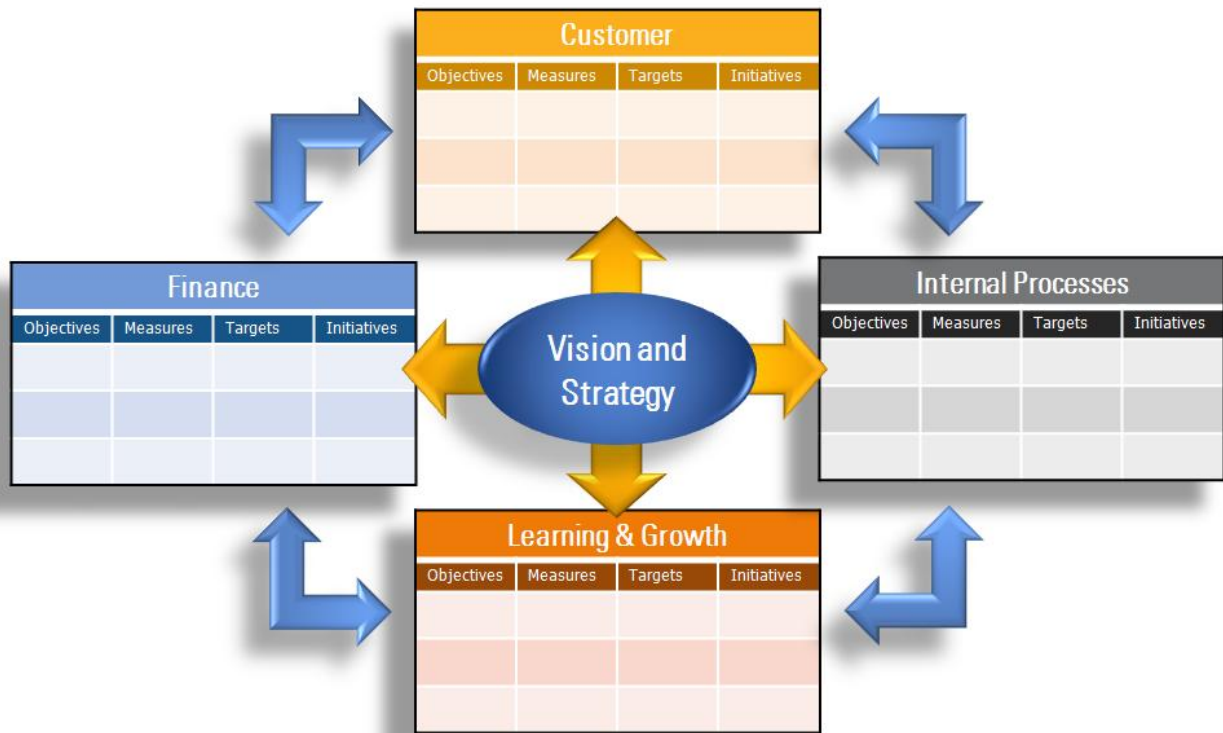 Customer
Objectives Measures Targets Initiatives
Finance
Objectives Measures Targets Initiatives
Internal Processes
Objectives Measures Targets Initiatives
Vision and
Strategy
Learning & Growth
Objectives Measures Targets Initiatives